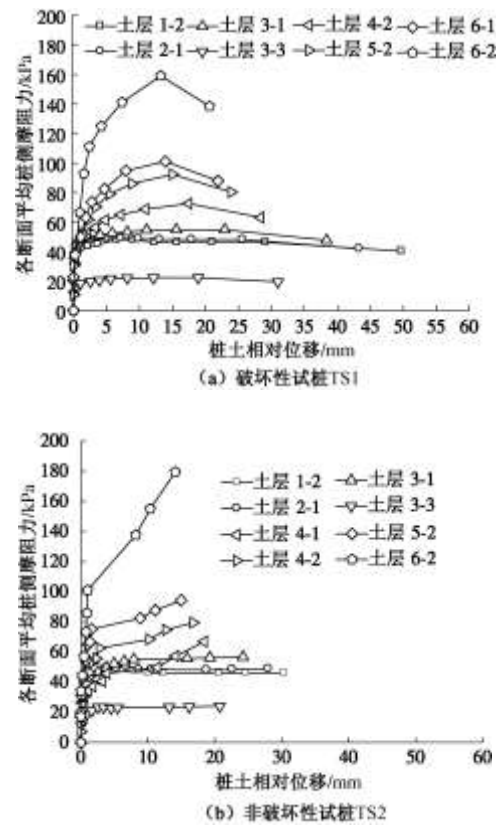 200
180
160
140
120
100
80
60
40
20
0
各断面平均桩侧摩阻力/kPa
土层 1-2 土层 3-1 土层 4-2 土层 6-1
土层 2-1 土层 3-3 土层 5-2 土层 6-2
0 5 10 15 20 25 30 35 40 45 50 55 60
桩土相对位移/mm
（a）破坏性试桩TS1
200
180
160
140
120
100
80
60
40
20
0
各断面平均桩侧摩阻力/kPa
土层 1-2 土层 3-1
土层 2-1 土层 3-3
土层 4-1 土层 5-2
土层 4-2 土层 6-2
0 10 20 30 40 50 60
桩土相对位移/mm
（b）非破坏性试桩TS2